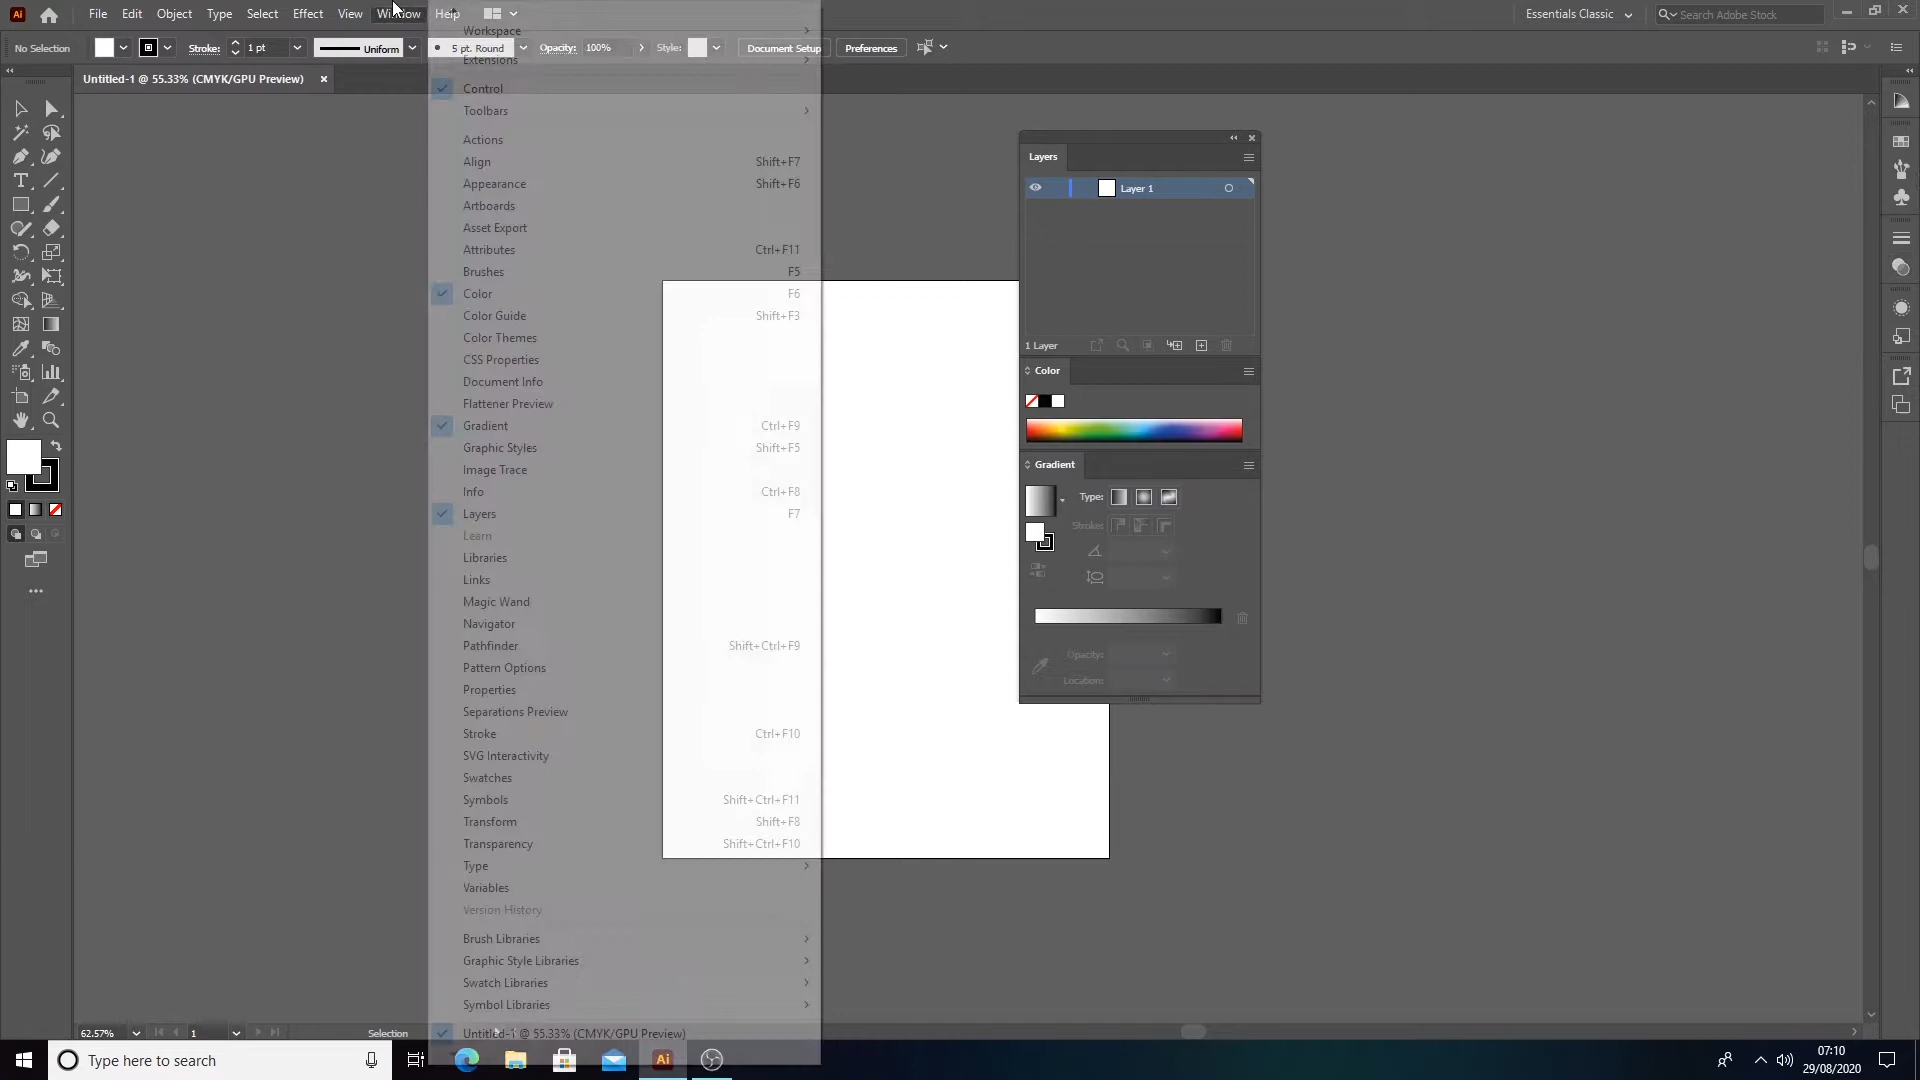 Ai File Edit Object Type Select Effect View Window Help Essentials Classic Search Adobe Stock
No Selection Stroke: 1 pt Uniform 5 pt. Round Opacity: 100% Style: Document Setup Preferences
Untitled-1 @ 55.33% (CMYK/GPU Preview)
Workspace
Extensions
Control
Toolbars
Actions
Align Shift+F7
Appearance Shift+F6
Artboards
Asset Export
Attributes Ctrl+F11
Brushes F5
Color F6
Color Guide Shift+F3
Color Themes
CSS Properties
Document Info
Flattener Preview
Gradient Ctrl+F9
Graphic Styles Shift+F5
Image Trace
Info Ctrl+F8
Layers F7
Learn
Libraries
Links
Magic Wand
Navigator
Pathfinder Shift+Ctrl+F9
Pattern Options
Properties
Separations Preview
Stroke Ctrl+F10
SVG Interactivity
Swatches
Symbols Shift+Ctrl+F11
Transform Shift+F8
Transparency Shift+Ctrl+F10
Type
Variables
Version History
Brush Libraries
Graphic Style Libraries
Swatch Libraries
Symbol Libraries
Untitled-1 @ 55.33% (CMYK/GPU Preview)
Layers
Layer 1
1 Layer
Color
Gradient
Type:
Stroke:
Opacity:
Location:
62.57% 1 Selection
Type here to search Ai 07:10
29/08/2020